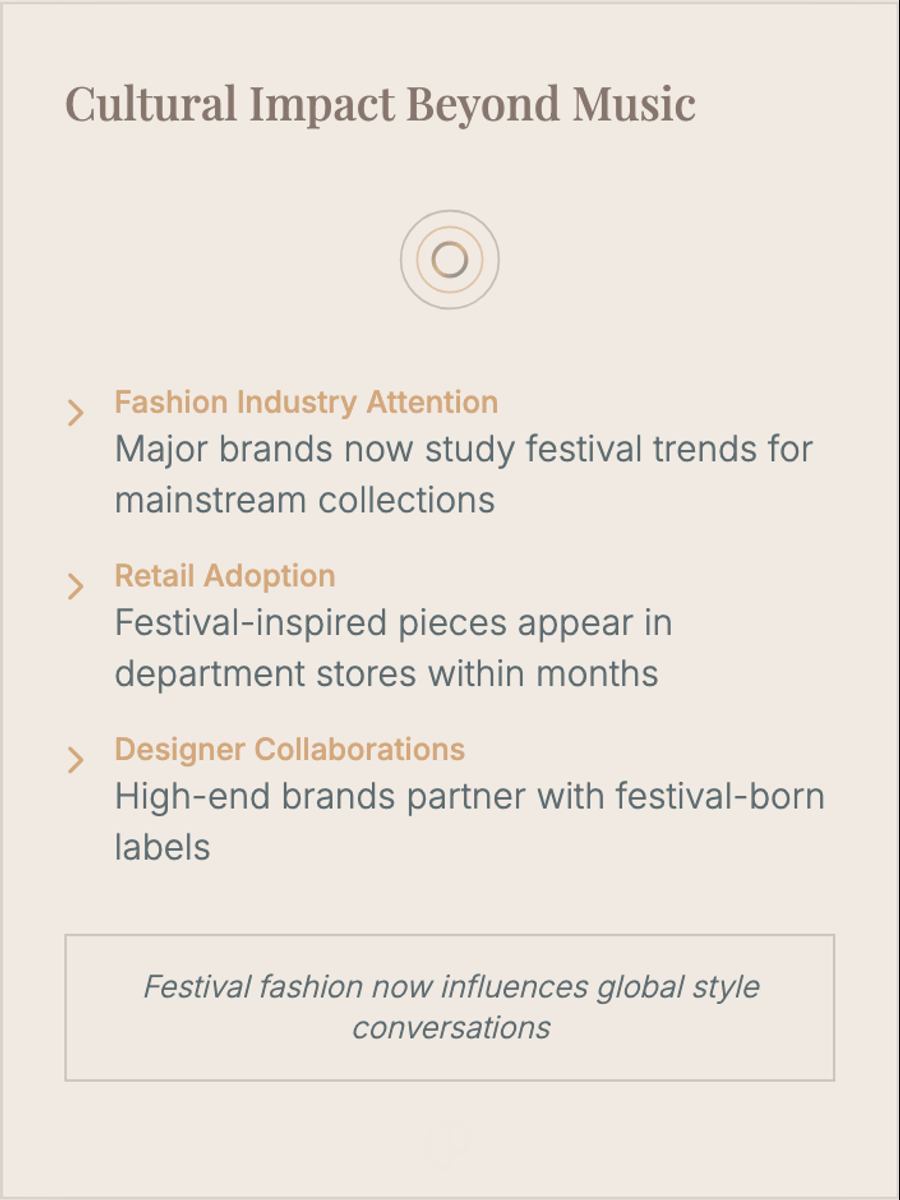 Cultural Impact Beyond Music
Fashion Industry Attention
Major brands now study festival trends for
mainstream collections
Retail Adoption
Festival-inspired pieces appear in
department stores within months
Designer Collaborations
High-end brands partner with festival-born
labels
Festival fashion now influences global style
conversations